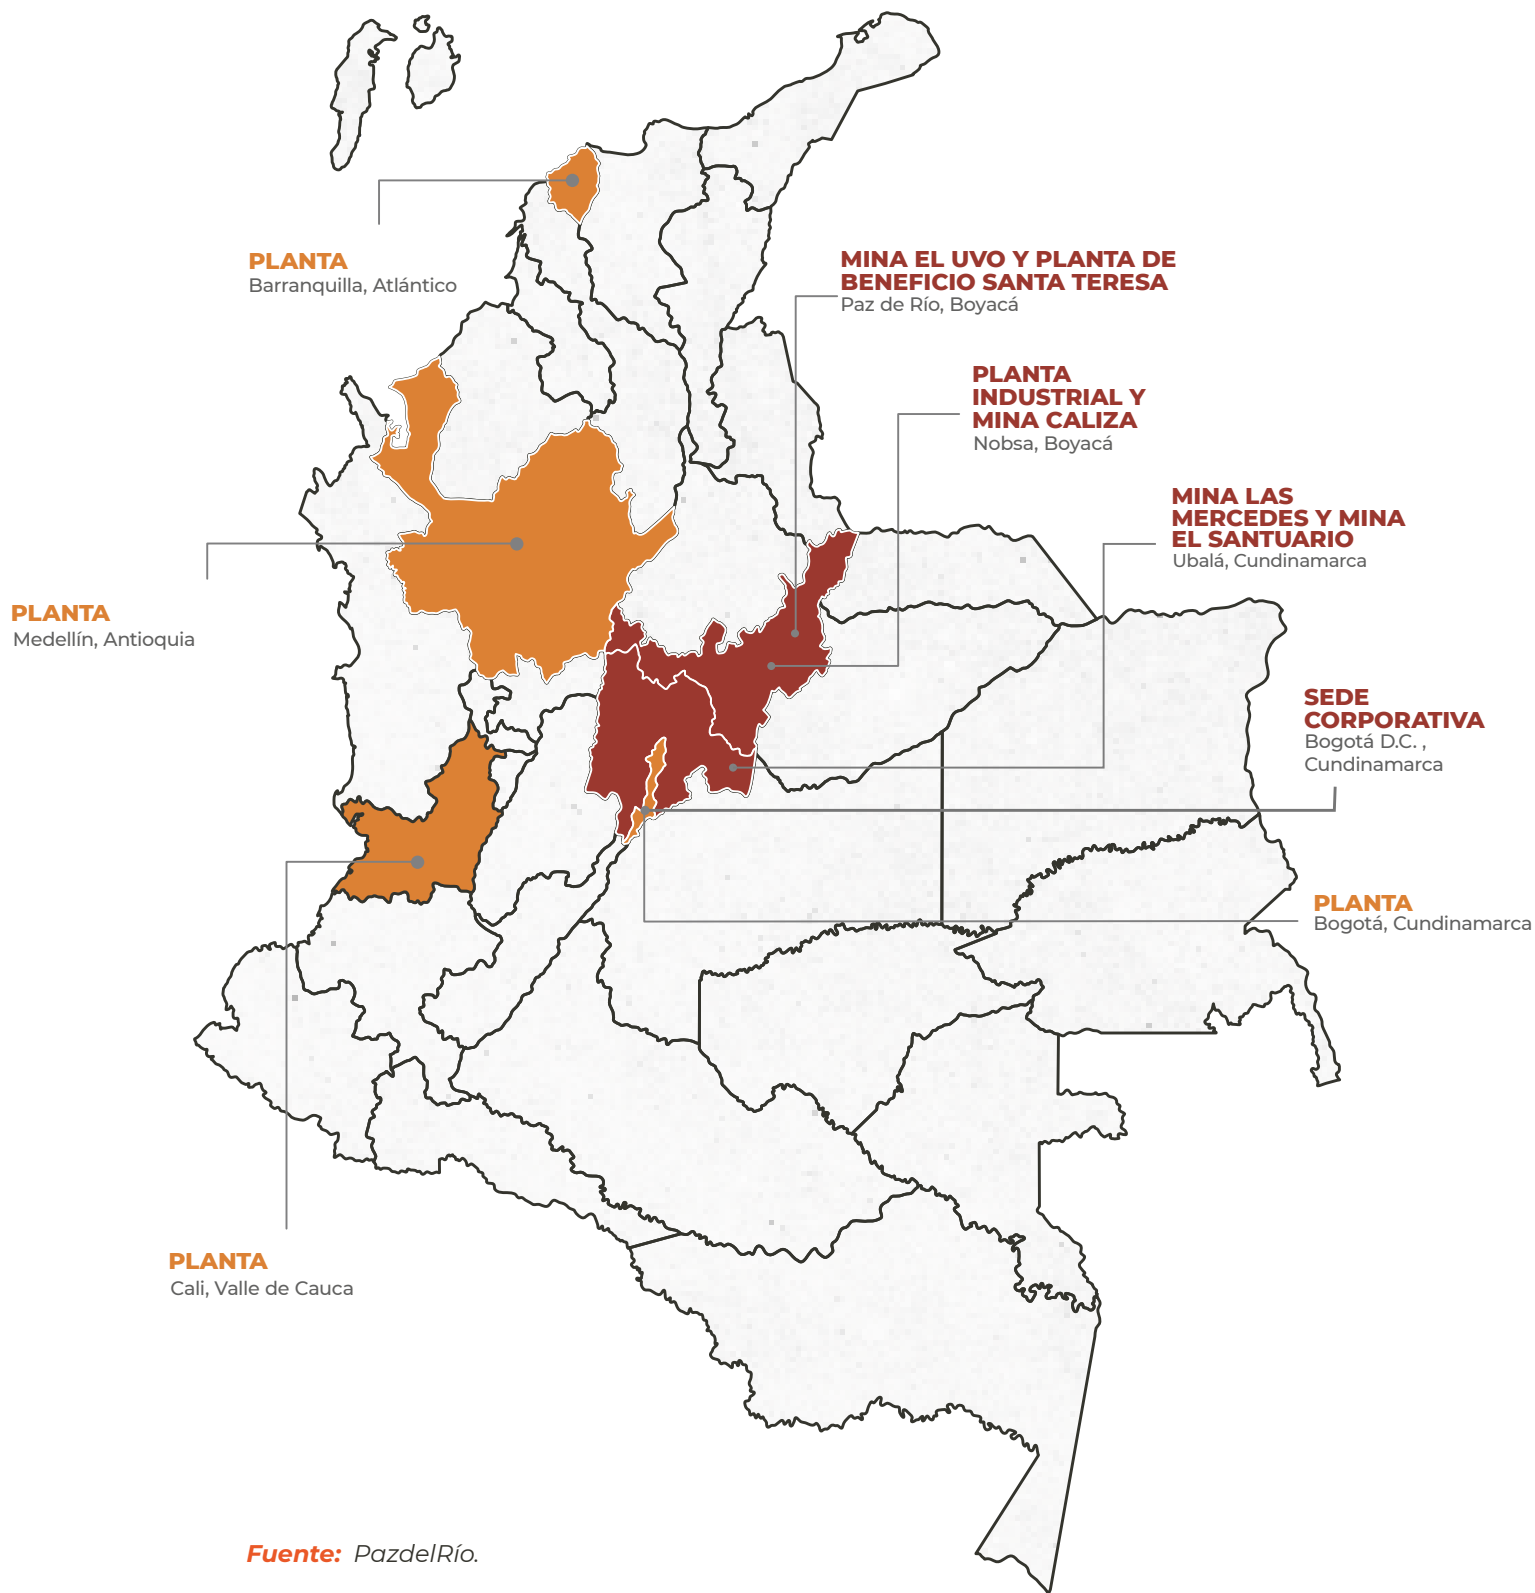 PLANTA
Barranquilla, Atlántico
MINA EL UVO Y PLANTA DE
BENEFICIO SANTA TERESA
Paz de Río, Boyacá
PLANTA
INDUSTRIAL Y
MINA CALIZA
Nobsa, Boyacá
MINA LAS
MERCEDES Y MINA
EL SANTUARIO
Ubalá, Cundinamarca
PLANTA
Medellín, Antioquia
SEDE
CORPORATIVA
Bogotá D.C. ,
Cundinamarca
PLANTA
Bogotá, Cundinamarca
PLANTA
Cali, Valle de Cauca
Fuente: PazdelRío.